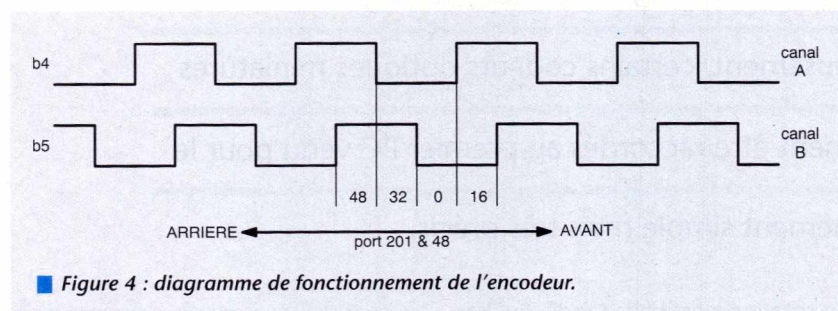 b4
canal
A
b5
canal
B
48 32 0 16
ARRIERE AVANT
port 201 & 48
Figure 4 : diagramme de fonctionnement de l'encodeur.